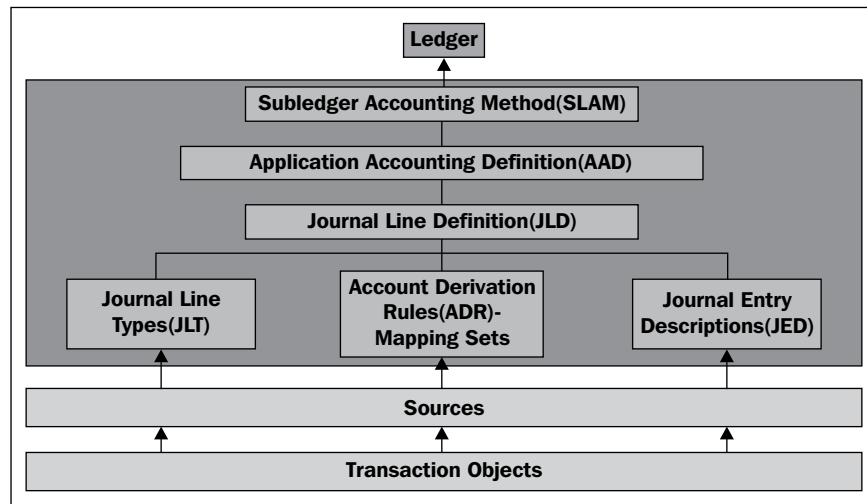 Ledger
Subledger Accounting Method(SLAM)
Application Accounting Definition(AAD)
Journal Line Definition(JLD)
Journal Line
Types(JLT)
Account Derivation
Rules(ADR)-
Mapping Sets
Journal Entry
Descriptions(JED)
Sources
Transaction Objects